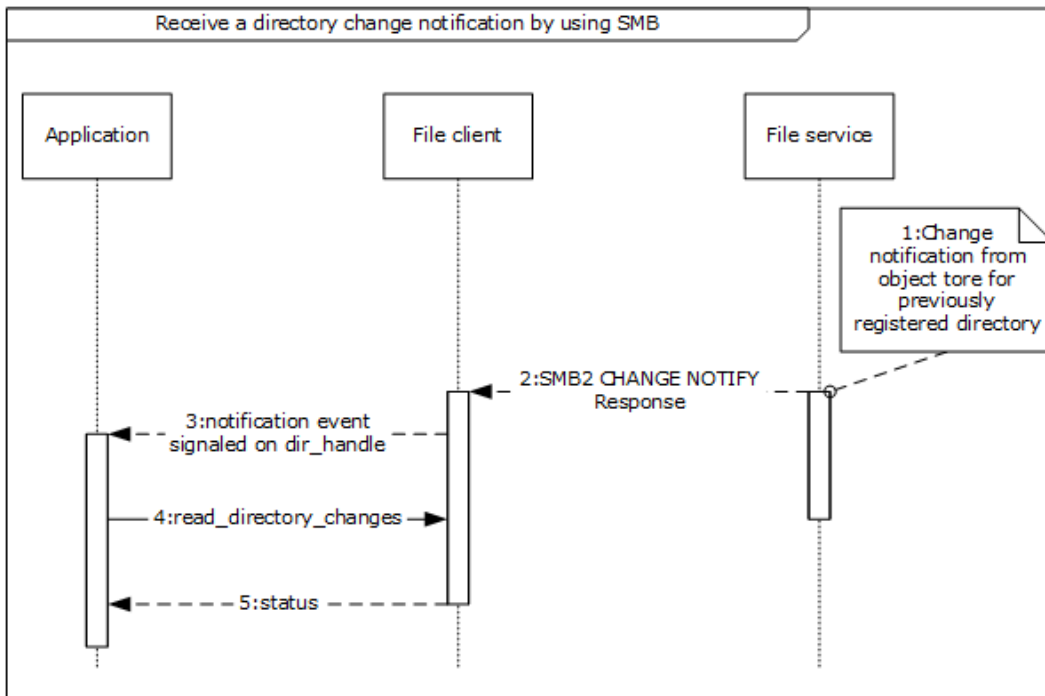 Receive a directory change notification by using SMB
Application
File client
File service
1:Change
notification from
object tore for
previously
registered directory
2:SMB2 CHANGE NOTIFY
Response
3:notification event
signaled on dir_handle
4:read_directory_changes
5:status